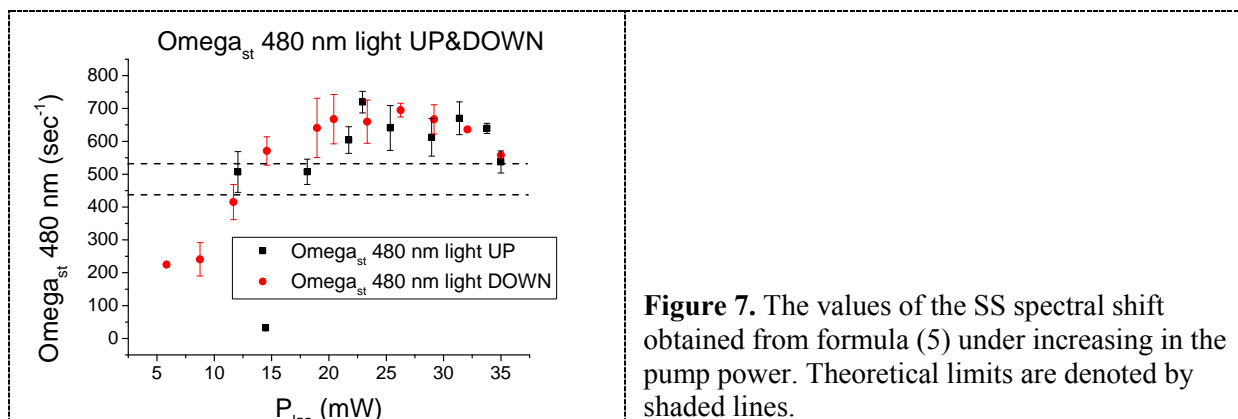 Omega_st 480 nm light UP&DOWN
Omega_st 480 nm (sec^-1)
800
700
600
500
400
300
200
100
0
Omega_st 480 nm light UP
Omega_st 480 nm light DOWN
5 10 15 20 25 30 35
(mW)
Figure 7. The values of the SS spectral shift
obtained from formula (5) under increasing in the
pump power. Theoretical limits are denoted by
shaded lines.